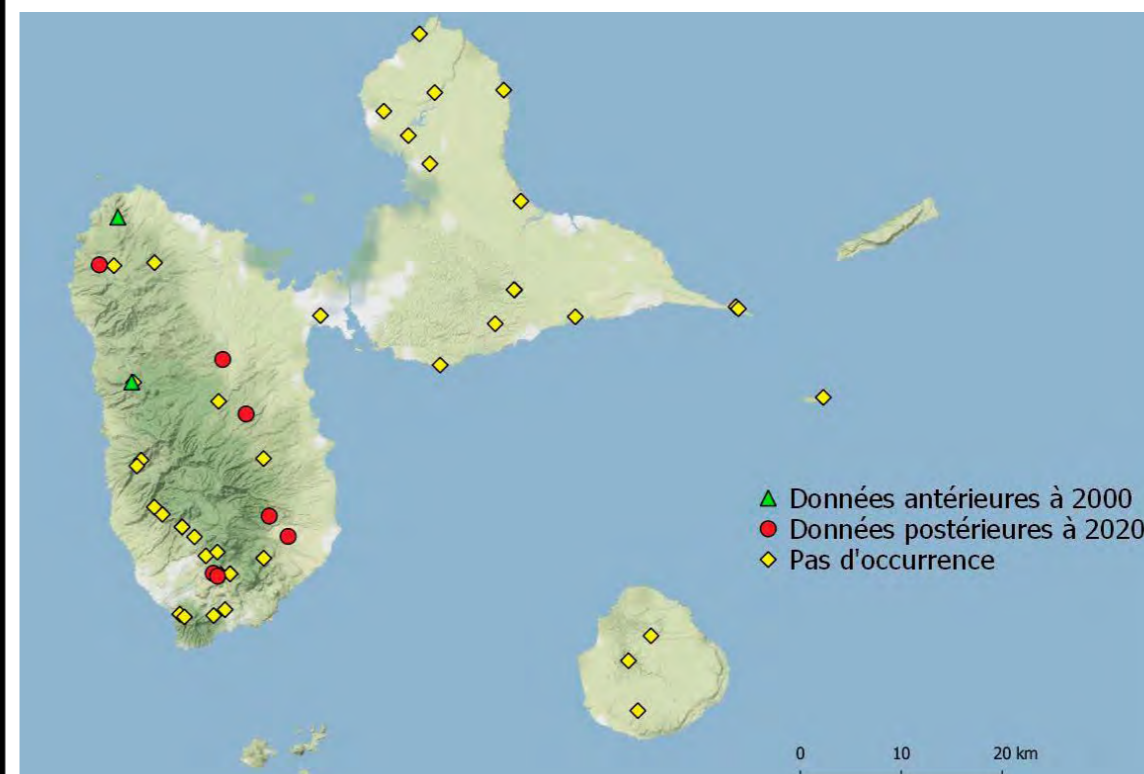 Données antérieures à 2000
Données postérieures à 2020
Pas d'occurrence
0 10 20 km